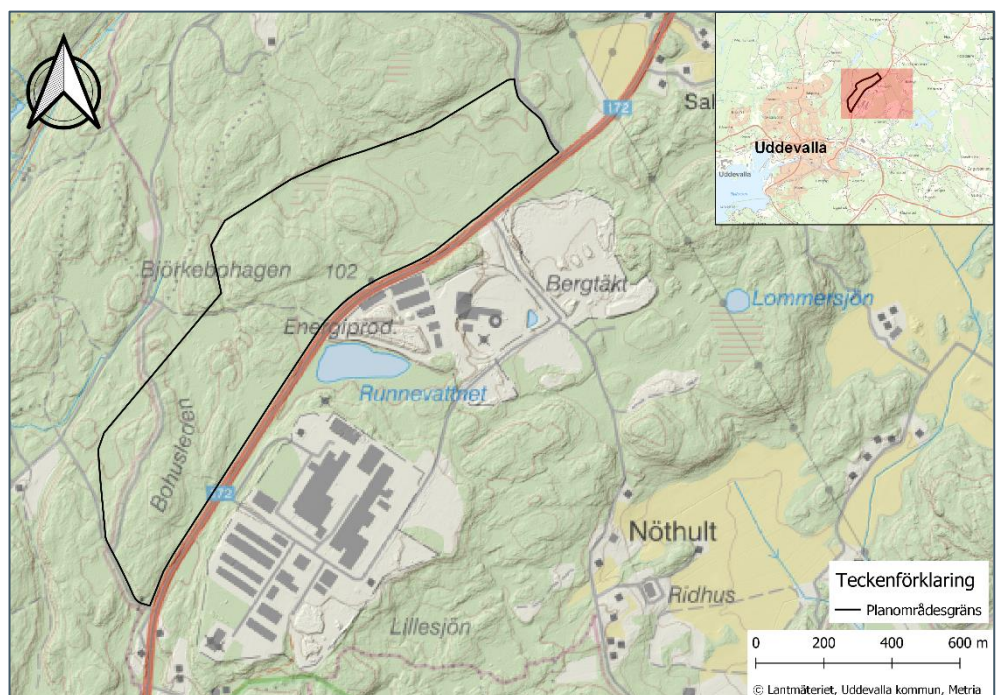 172
Sal
Uddevalla
Uddevalla
Björkebohagen
102
Bergtäkt
Lommersjön
Energiprod.
Runnevattnet
Bohusleden
172
Nöthult
Ridhus
Lillesjön
Teckenförklaring
Planområdesgräns
0 200 400 600 m
© Lantmäteriet, Uddevalla kommun, Metria